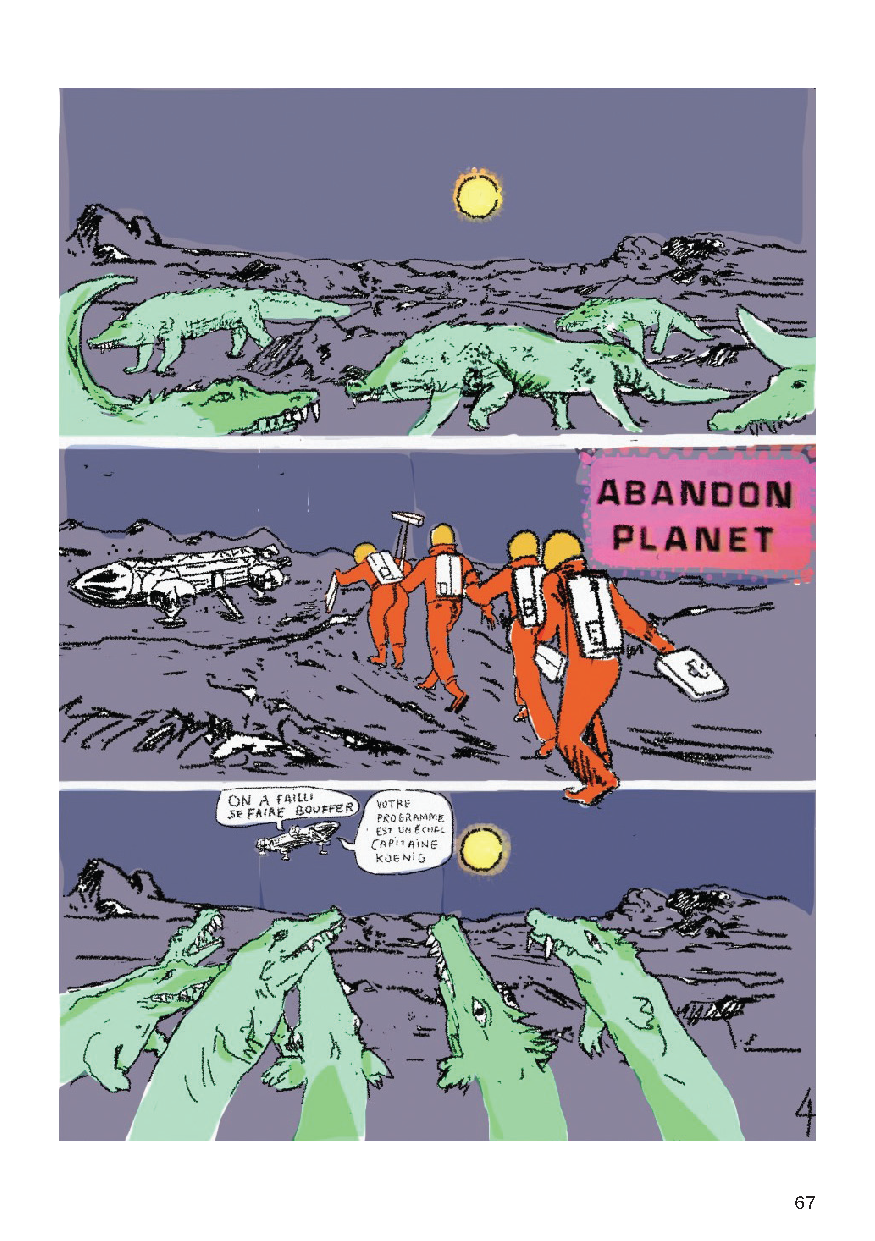 ABANDON
PLANET
ON A FAILLI
SE FAIRE BOUFFER
VOTRE
PROGRAMME
EST UN ÉCHEC
CAPITAINE
KOENIG
4
67